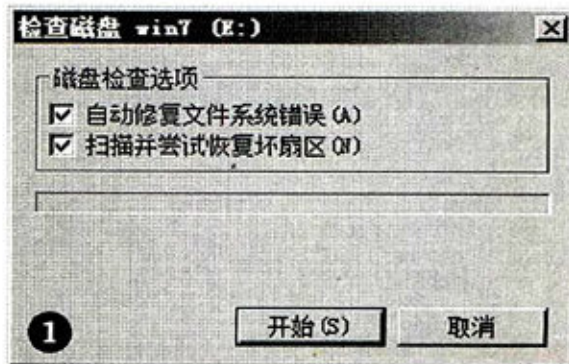 检查磁盘 win7 (E:)
磁盘检查选项
自动修复文件系统错误(A)
扫描并尝试恢复坏扇区(N)
1
开始(S)
取消